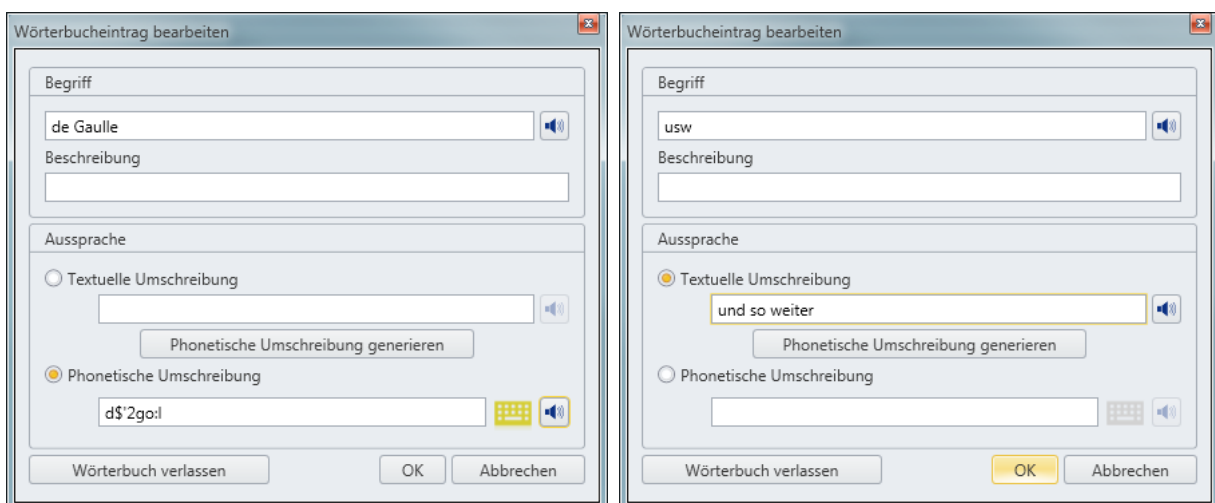 Wörterbucheintrag bearbeiten
Begriff
de Gaulle
Beschreibung
Aussprache
Textuelle Umschreibung
Phonetische Umschreibung generieren
Phonetische Umschreibung
d$'2go:l
Wörterbuch verlassen OK Abbrechen
Wörterbucheintrag bearbeiten
Begriff
usw
Beschreibung
Aussprache
Textuelle Umschreibung
und so weiter
Phonetische Umschreibung generieren
Phonetische Umschreibung
Wörterbuch verlassen OK Abbrechen